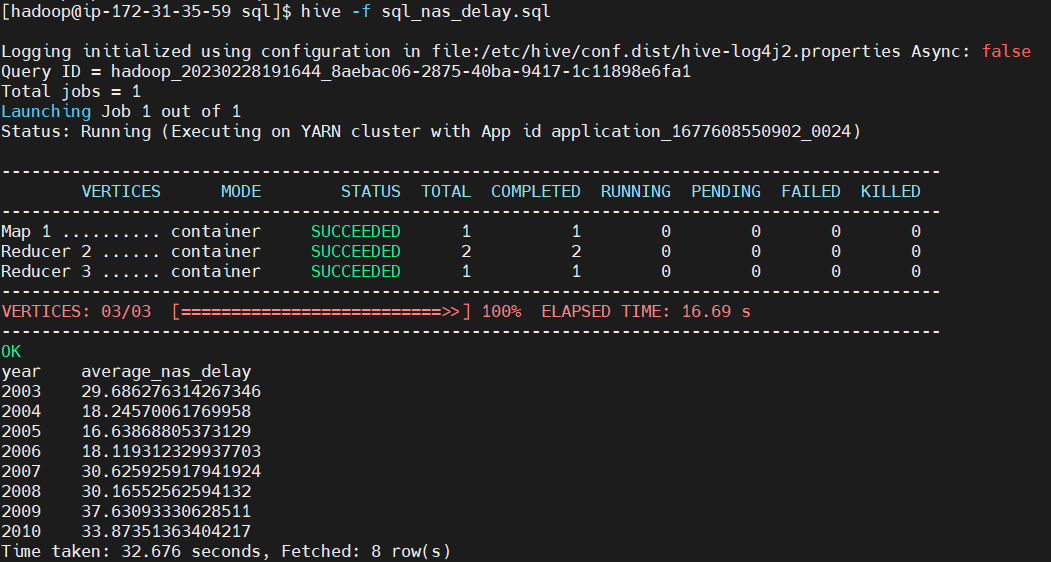 [hadoop@ip-172-31-35-59 sql]$ hive -f sql_nas_delay.sql
Logging initialized using configuration in file:/etc/hive/conf.dist/hive-log4j2.properties Async: false
Query ID = hadoop_20230228191644_8aebac06-2875-40ba-9417-1c11898e6fa1
Total jobs = 1
Launching Job 1 out of 1
Status: Running (Executing on YARN cluster with App id application_1677608550902_0024)
----------------------------------------------------------------------------------------------
        VERTICES      MODE        STATUS  TOTAL  COMPLETED  RUNNING  PENDING  FAILED  KILLED
----------------------------------------------------------------------------------------------
Map 1 .......... container     SUCCEEDED      1          1        0        0       0       0
Reducer 2 ...... container     SUCCEEDED      2          2        0        0       0       0
Reducer 3 ...... container     SUCCEEDED      1          1        0        0       0       0
----------------------------------------------------------------------------------------------
VERTICES: 03/03  [==========================>>] 100%  ELAPSED TIME: 16.69 s
----------------------------------------------------------------------------------------------
OK
year    average_nas_delay
2003    29.686276314267346
2004    18.24570061769958
2005    16.63868805373129
2006    18.119312329937703
2007    30.625925917941924
2008    30.16552562594132
2009    37.63093330628511
2010    33.87351363404217
Time taken: 32.676 seconds, Fetched: 8 row(s)